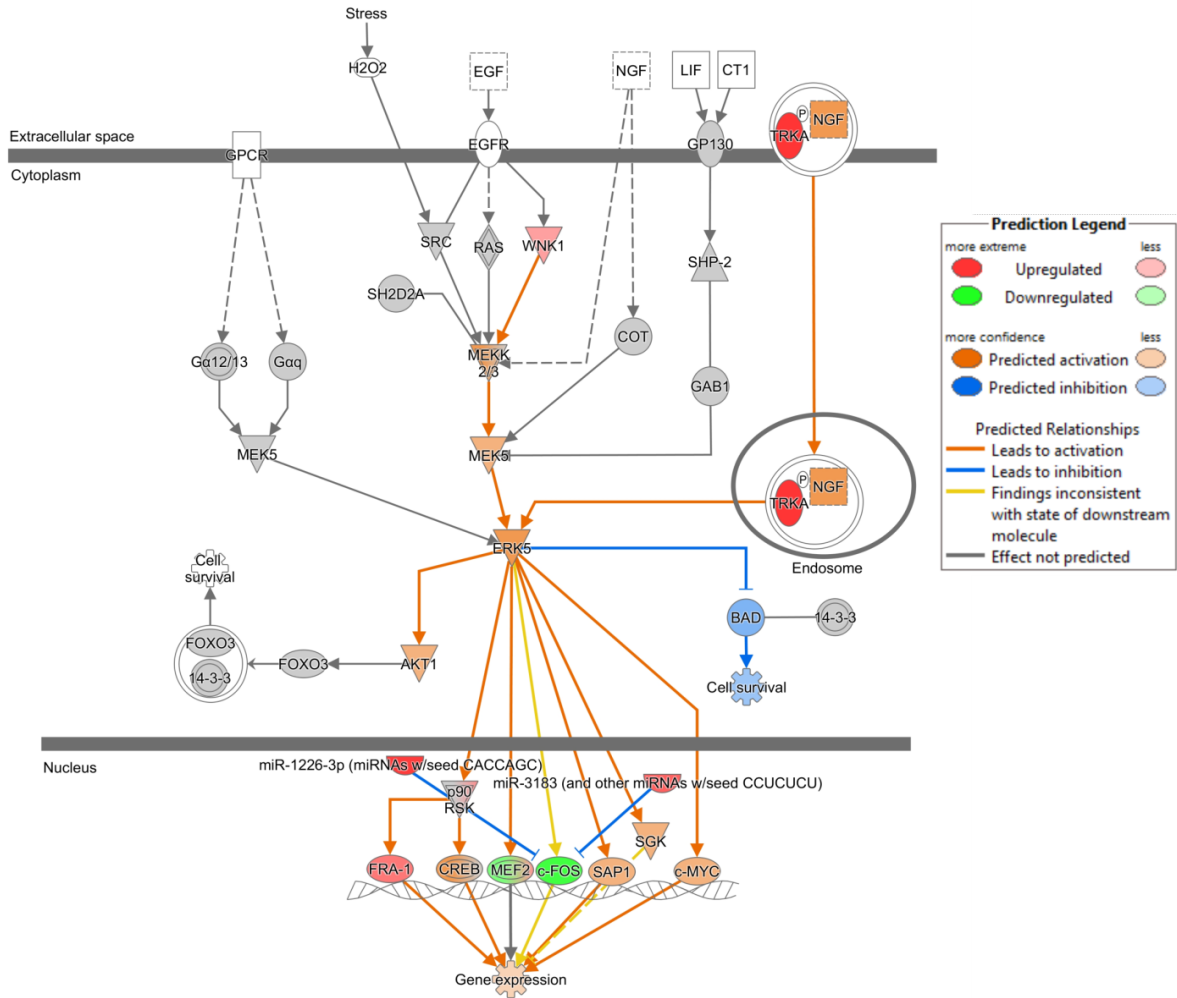 Stress
H2O2
EGF
NGF
LIF
CT1
P
NGF
TRKA
Extracellular space
GPCR
EGFR
GP130
Cytoplasm
SRC
RAS
WNK1
SHP-2
SH2D2A
COT
Gα12/13
Gαq
MEKK
2/3
GAB1
MEK5
MEK5
P
NGF
TRKA
ERK5
Endosome
Cell
survival
FOXO3
14-3-3
FOXO3
AKT1
BAD
14-3-3
Cell survival
Nucleus
miR-1226-3p (miRNAs w/seed CACCAGC)
miR-3183 (and other miRNAs w/seed CCUCUCU)
p90
RSK
SGK
FRA-1
CREB
MEF2
c-FOS
SAP1
c-MYC
Gene expression
Prediction Legend
more extreme
less
Upregulated
Downregulated
more confidence
less
Predicted activation
Predicted inhibition
Predicted Relationships
Leads to activation
Leads to inhibition
Findings inconsistent
with state of downstream
molecule
Effect not predicted